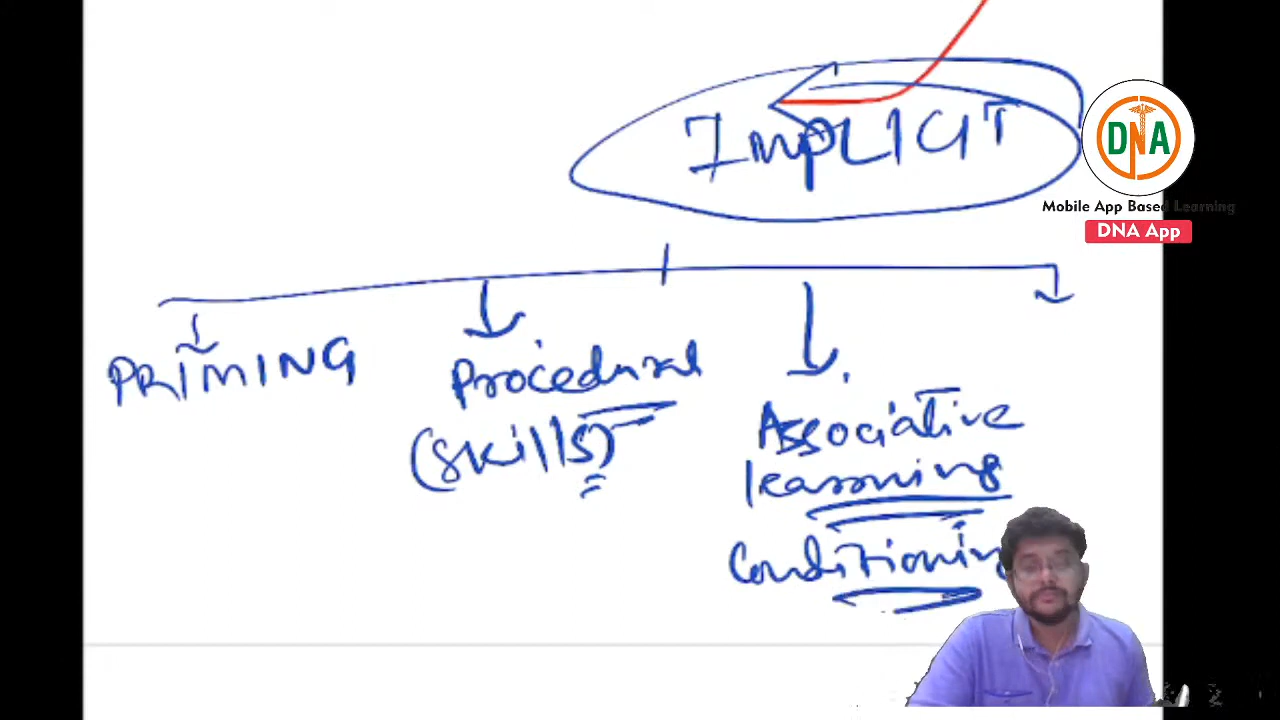 IMPLICIT
DNA
Mobile App Based Learning
DNA App
PRIMING
Procedural
(skills)
Associative
learning
Conditioning